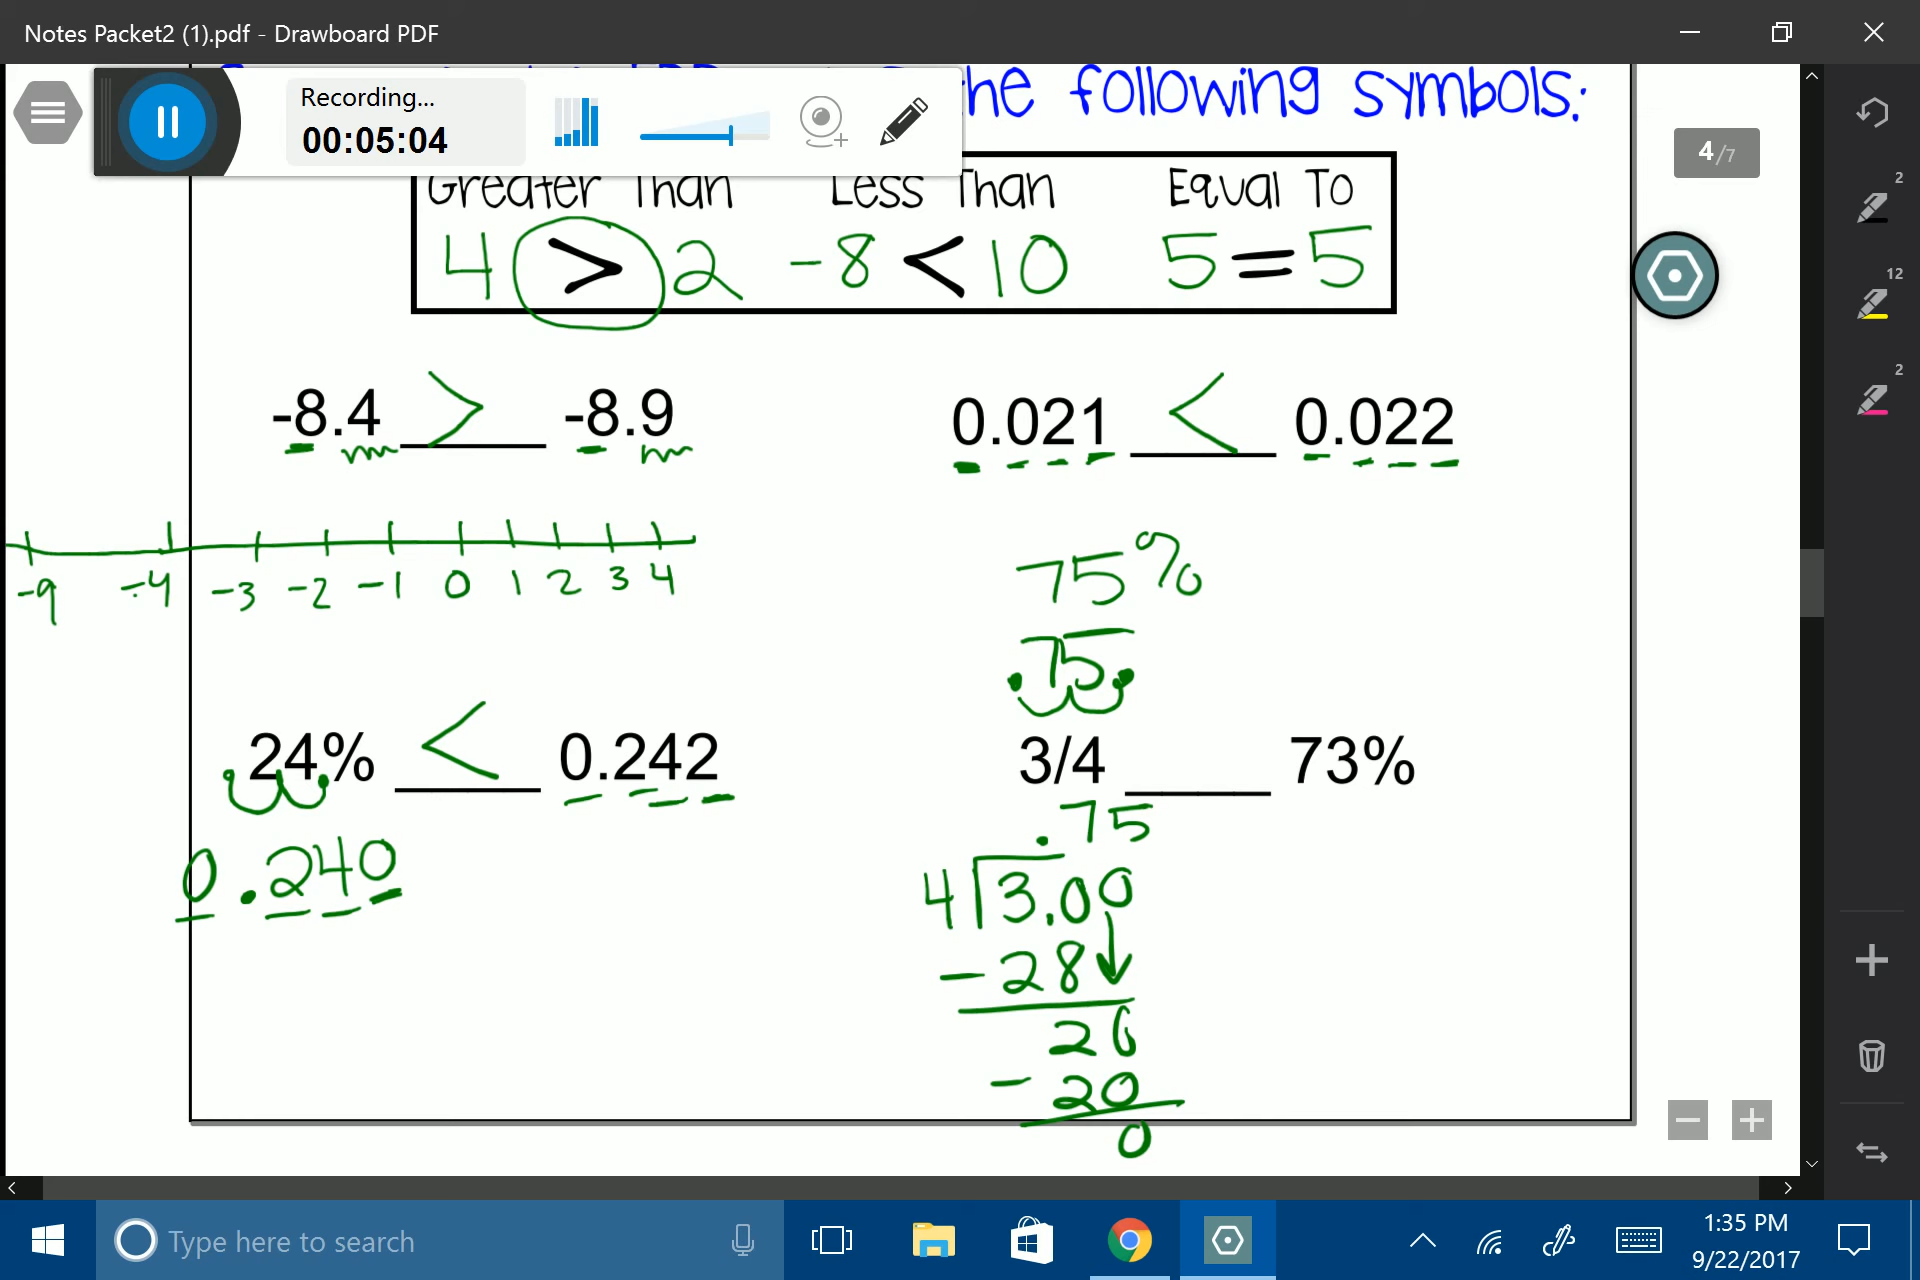 Notes Packet2 (1).pdf - Drawboard PDF
Recording...
00:05:04
he following symbols:
4/7
Greater Than Less Than Equal To
4 > 2 -8 < 10 5 = 5
2
12
2
-8.4 > -8.9
0.021 < 0.022
-9 -4 -3 -2 -1 0 1 2 3 4
75%
.75.
24% < 0.242
3/4 ____ 73%
0.240
.75
4 3.00
-28
20
-20
0
Type here to search
1:35 PM
9/22/2017